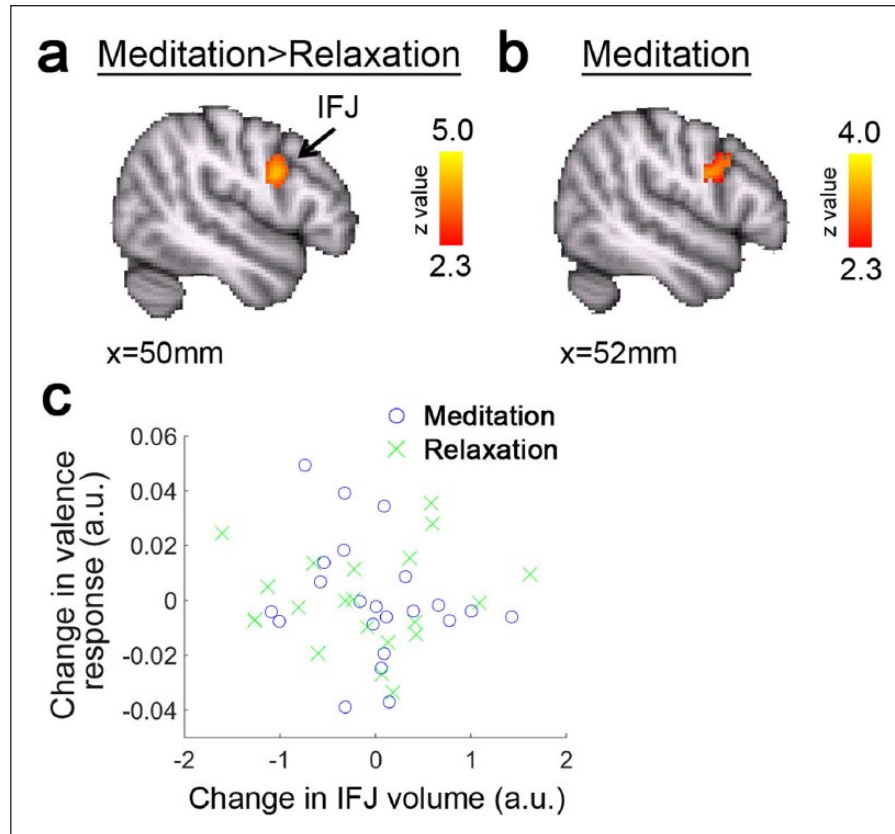 a Meditation>Relaxation
IFJ
5.0
z value
2.3
x=50mm
b Meditation
4.0
z value
2.3
x=52mm
c
Meditation
Relaxation
Change in valence
response (a.u.)
0.06
0.04
0.02
0
-0.02
-0.04
-2 -1 0 1 2
Change in IFJ volume (a.u.)